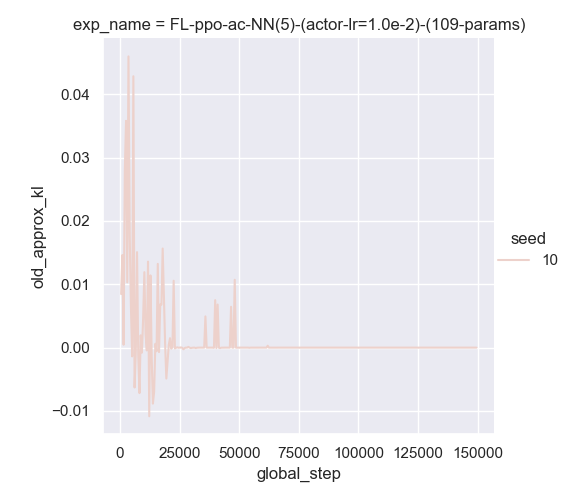 exp_name = FL-ppo-ac-NN(5)-(actor-lr=1.0e-2)-(109-params)
0.04
0.03
0.02
0.01
0.00
−0.01
old_approx_kl
0 25000 50000 75000 100000 125000 150000
global_step
seed
10